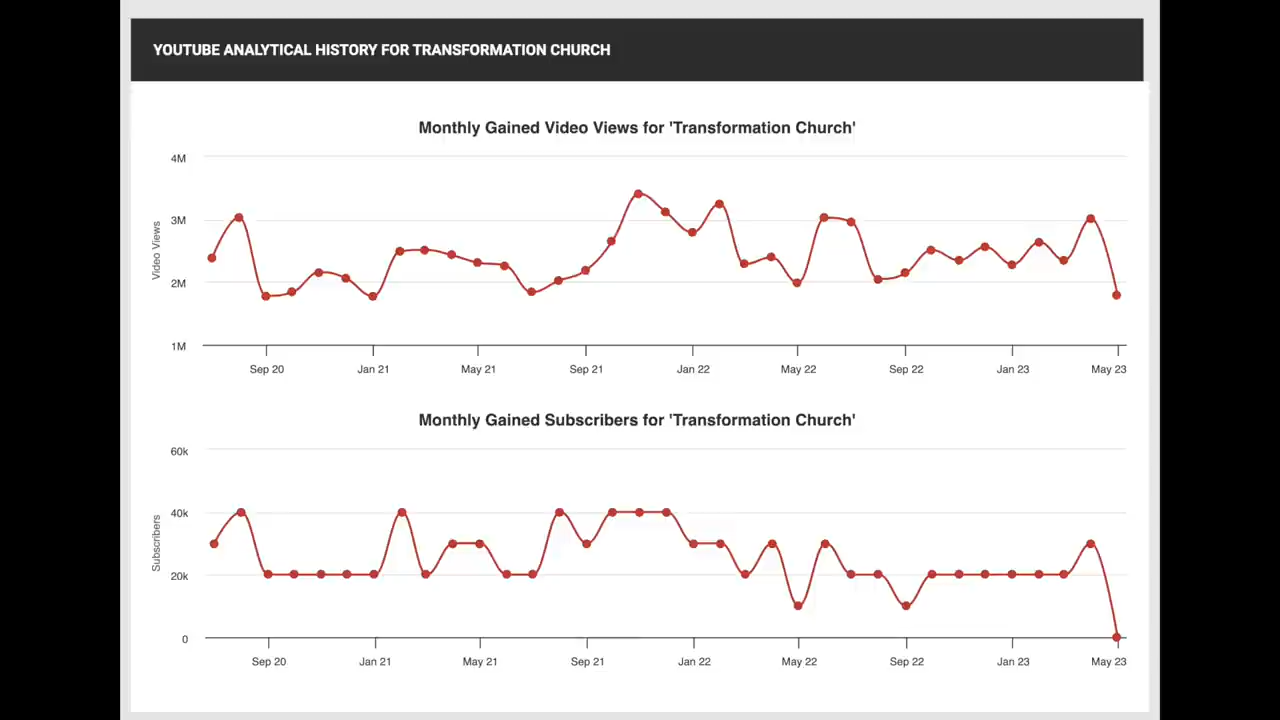 YOUTUBE ANALYTICAL HISTORY FOR TRANSFORMATION CHURCH
Monthly Gained Video Views for 'Transformation Church'
4M
3M
2M
1M
Video Views
Sep 20 Jan 21 May 21 Sep 21 Jan 22 May 22 Sep 22 Jan 23 May 23
Monthly Gained Subscribers for 'Transformation Church'
60k
40k
20k
0
Subscribers
Sep 20 Jan 21 May 21 Sep 21 Jan 22 May 22 Sep 22 Jan 23 May 23